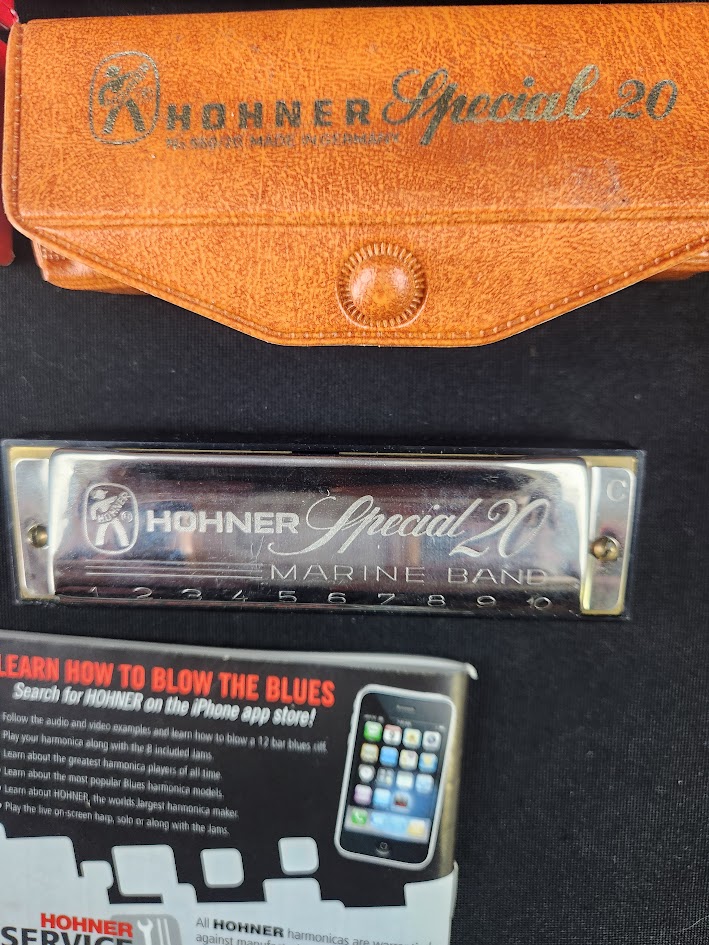 HOHNER Special 20
MADE IN GERMANY
C
HOHNER Special 20
MARINE BAND
1 2 3 4 5 6 7 8 9 10
LEARN HOW TO BLOW THE BLUES
Search for HOHNER on the iPhone app store!
Follow the audio and video examples and learn how to blow a 12 bar blues riff.
Play your harmonica along with the 8 included Jams.
Learn about the greatest harmonica players of all time.
• Learn about the most popular Blues harmonica models.
• Learn about HOHNER, the worlds largest harmonica maker.
• Play the live on-screen harp, solo or along with the Jams.
HOHNER
SERVICE
All HOHNER harmonicas are
against